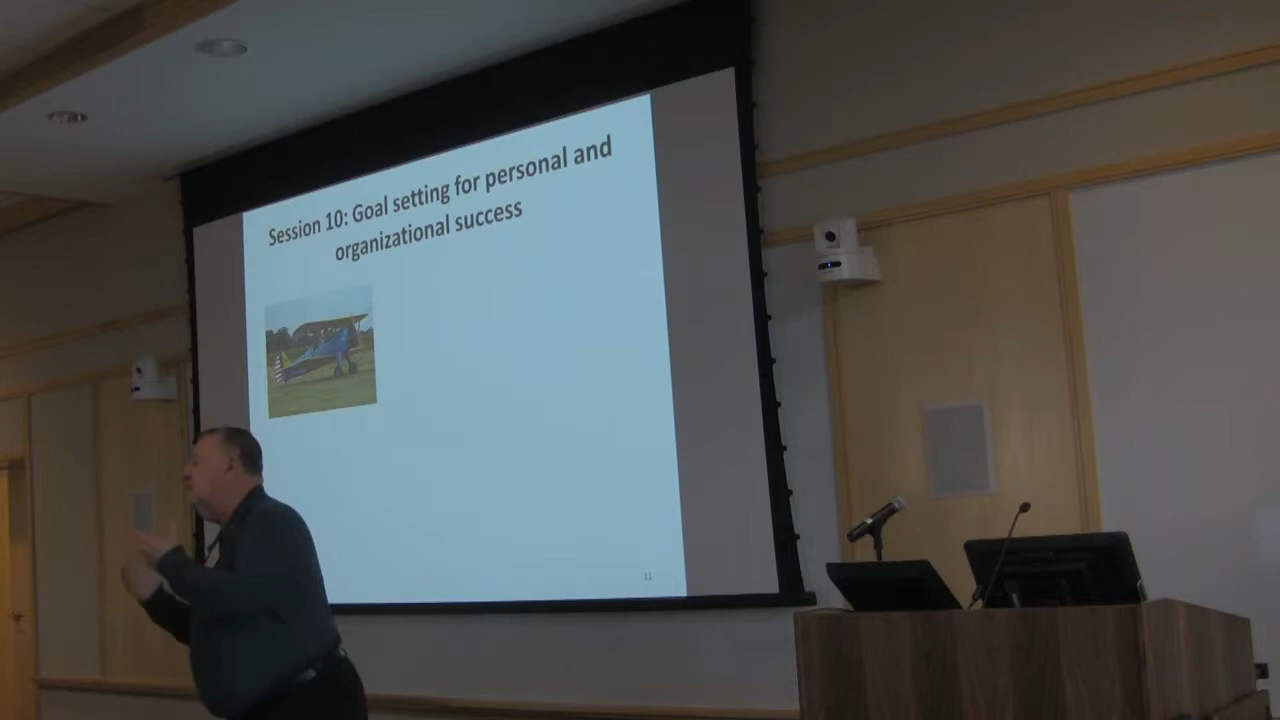 Session 10: Goal setting for personal and
organizational success